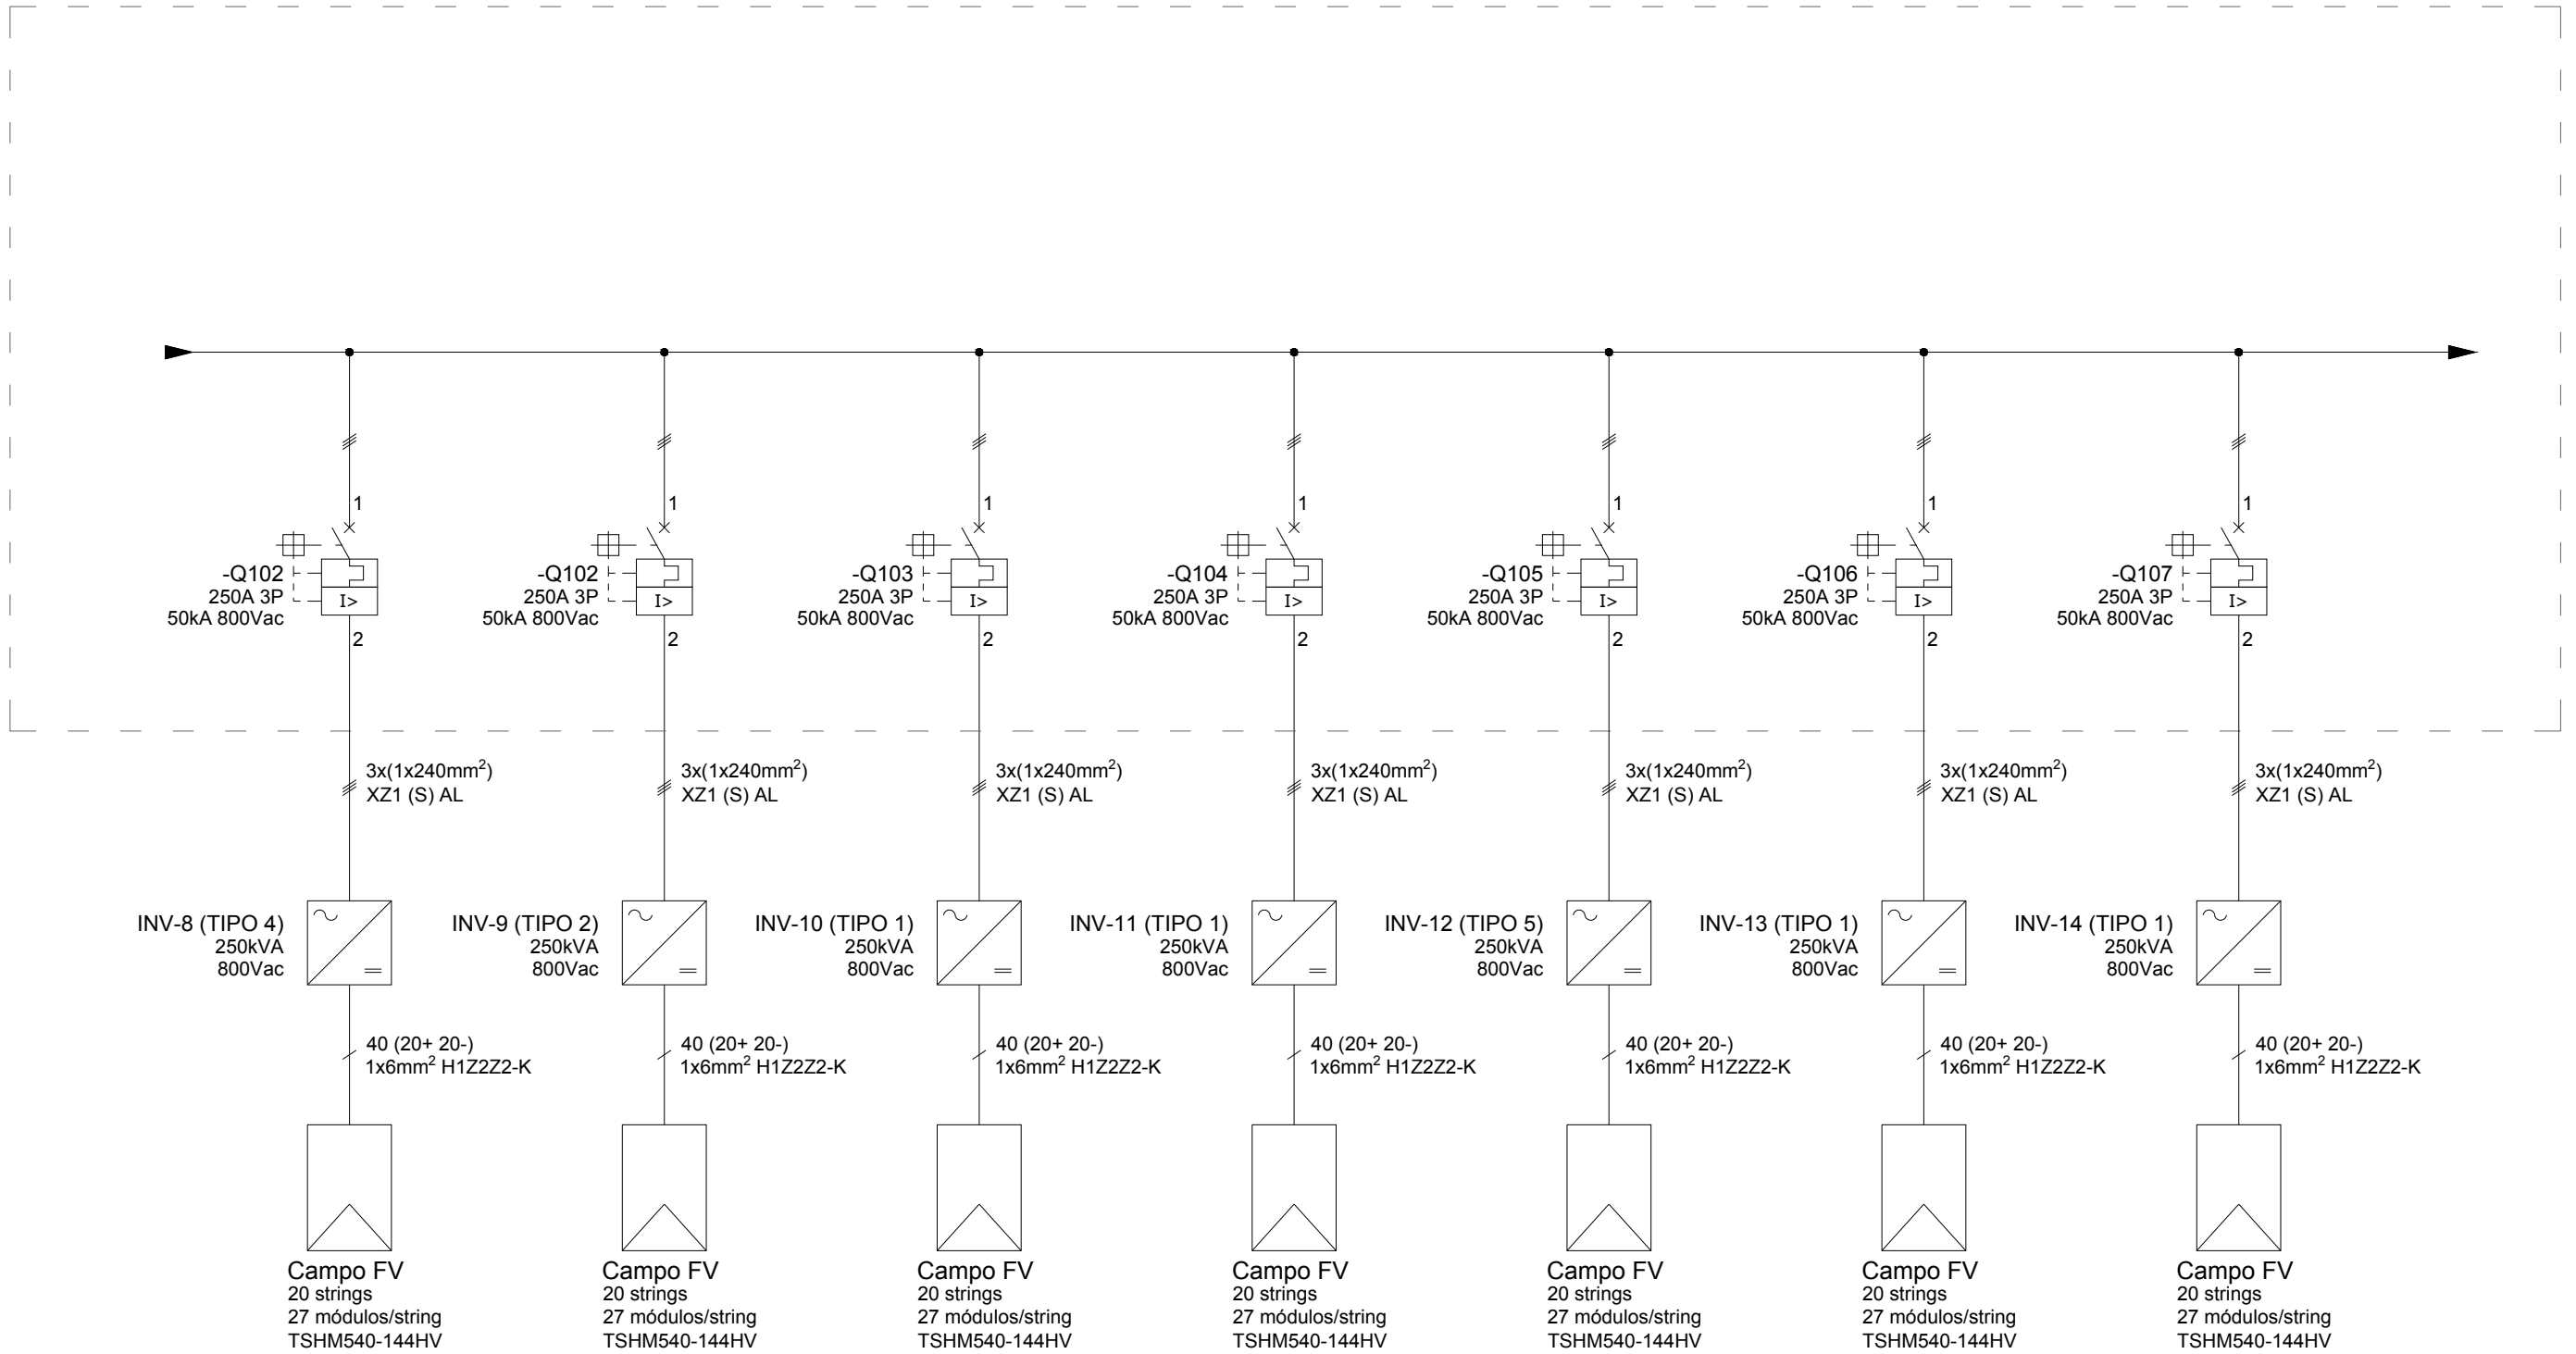 1
1
1
1
1
1
1
-Q102
250A 3P
50kA 800Vac
I>
2
-Q102
250A 3P
50kA 800Vac
I>
2
-Q103
250A 3P
50kA 800Vac
I>
2
-Q104
250A 3P
50kA 800Vac
I>
2
-Q105
250A 3P
50kA 800Vac
I>
2
-Q106
250A 3P
50kA 800Vac
I>
2
-Q107
250A 3P
50kA 800Vac
I>
2
3x(1x240mm²)
XZ1 (S) AL
3x(1x240mm²)
XZ1 (S) AL
3x(1x240mm²)
XZ1 (S) AL
3x(1x240mm²)
XZ1 (S) AL
3x(1x240mm²)
XZ1 (S) AL
3x(1x240mm²)
XZ1 (S) AL
3x(1x240mm²)
XZ1 (S) AL
INV-8 (TIPO 4)
250kVA
800Vac
INV-9 (TIPO 2)
250kVA
800Vac
INV-10 (TIPO 1)
250kVA
800Vac
INV-11 (TIPO 1)
250kVA
800Vac
INV-12 (TIPO 5)
250kVA
800Vac
INV-13 (TIPO 1)
250kVA
800Vac
INV-14 (TIPO 1)
250kVA
800Vac
40 (20+ 20-)
1x6mm² H1Z2Z2-K
40 (20+ 20-)
1x6mm² H1Z2Z2-K
40 (20+ 20-)
1x6mm² H1Z2Z2-K
40 (20+ 20-)
1x6mm² H1Z2Z2-K
40 (20+ 20-)
1x6mm² H1Z2Z2-K
40 (20+ 20-)
1x6mm² H1Z2Z2-K
40 (20+ 20-)
1x6mm² H1Z2Z2-K
Campo FV
20 strings
27 módulos/string
TSHM540-144HV
Campo FV
20 strings
27 módulos/string
TSHM540-144HV
Campo FV
20 strings
27 módulos/string
TSHM540-144HV
Campo FV
20 strings
27 módulos/string
TSHM540-144HV
Campo FV
20 strings
27 módulos/string
TSHM540-144HV
Campo FV
20 strings
27 módulos/string
TSHM540-144HV
Campo FV
20 strings
27 módulos/string
TSHM540-144HV